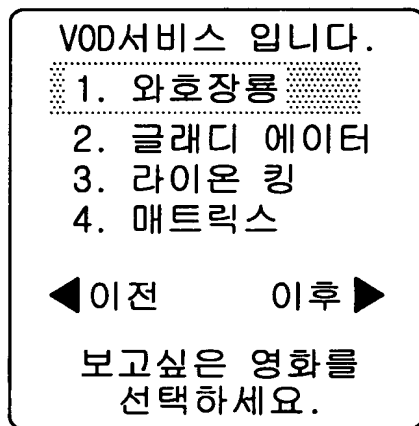 VOD서비스 입니다.
1. 와호장룡
2. 글래디 에이터
3. 라이온 킹
4. 매트릭스
◀이전 이후▶
보고싶은 영화를
선택하세요.